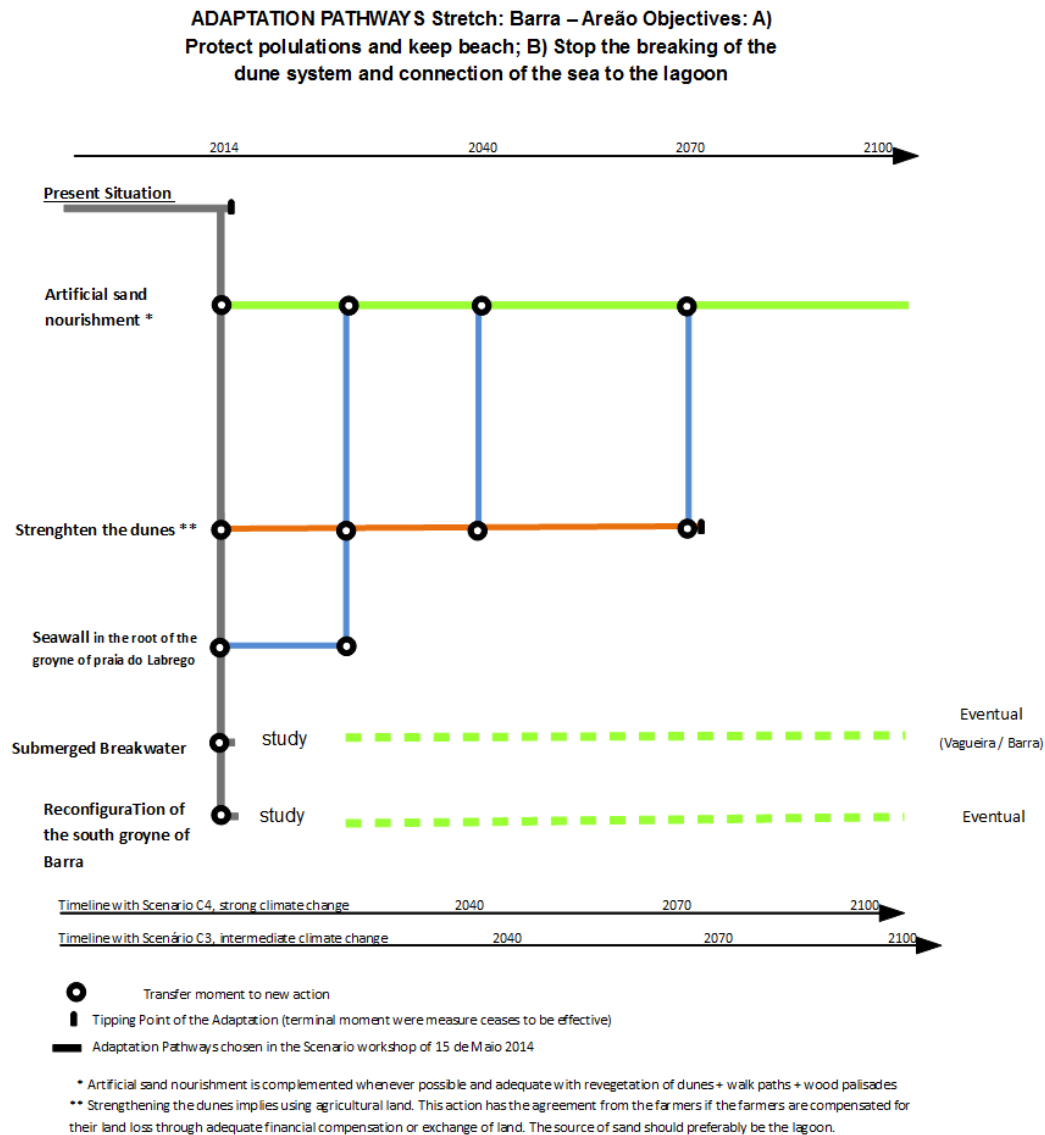 ADAPTATION PATHWAYS Stretch: Barra – Areão Objectives: A)
Protect polulations and keep beach; B) Stop the breaking of the
dune system and connection of the sea to the lagoon
2014 2040 2070 2100
Present Situation
Artificial sand
nourishment *
Strenghten the dunes **
Seawall in the root of the
groyne of praia do Labrego
Submerged Breakwater
study
Eventual
(Vagueira / Barra)
ReconfiguraTion of
the south groyne of
Barra
study
Eventual
Timeline with Scenario C4, strong climate change 2040 2070 2100
Timeline with Scenário C3, intermediate climate change 2040 2070 2100
Transfer moment to new action
Tipping Point of the Adaptation (terminal moment were measure ceases to be effective)
Adaptation Pathways chosen in the Scenario workshop of 15 de Maio 2014
* Artificial sand nourishment is complemented whenever possible and adequate with revegetation of dunes + walk paths + wood palisades
** Strengthening the dunes implies using agricultural land. This action has the agreement from the farmers if the farmers are compensated for
their land loss through adequate financial compensation or exchange of land. The source of sand should preferably be the lagoon.